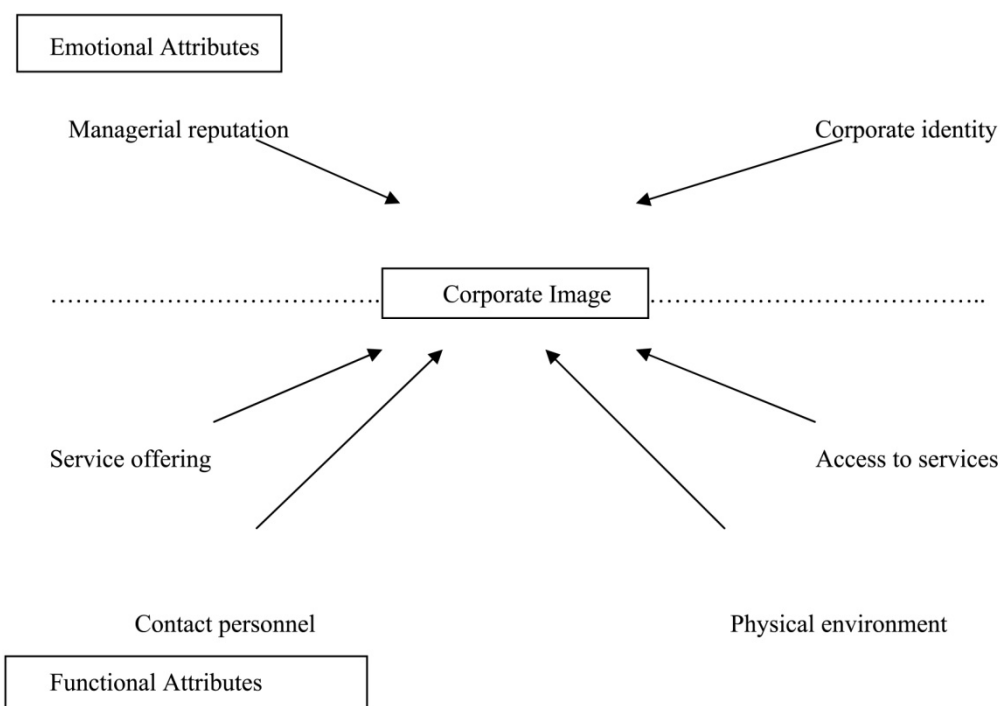 Emotional Attributes
Managerial reputation Corporate identity
…………………………………. Corporate Image …………………………………..
Service offering Access to services
Contact personnel Physical environment
Functional Attributes